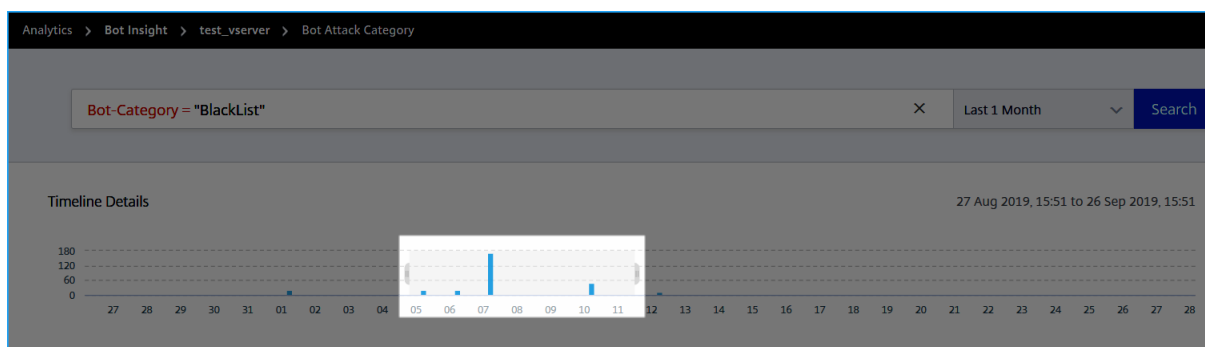 Analytics > Bot Insight > test_vserver > Bot Attack Category
Bot-Category = "BlackList" × Last 1 Month Search
Timeline Details 27 Aug 2019, 15:51 to 26 Sep 2019, 15:51
180
120
60
0
27 28 29 30 31 01 02 03 04 05 06 07 08 09 10 11 12 13 14 15 16 17 18 19 20 21 22 23 24 25 26 27 28